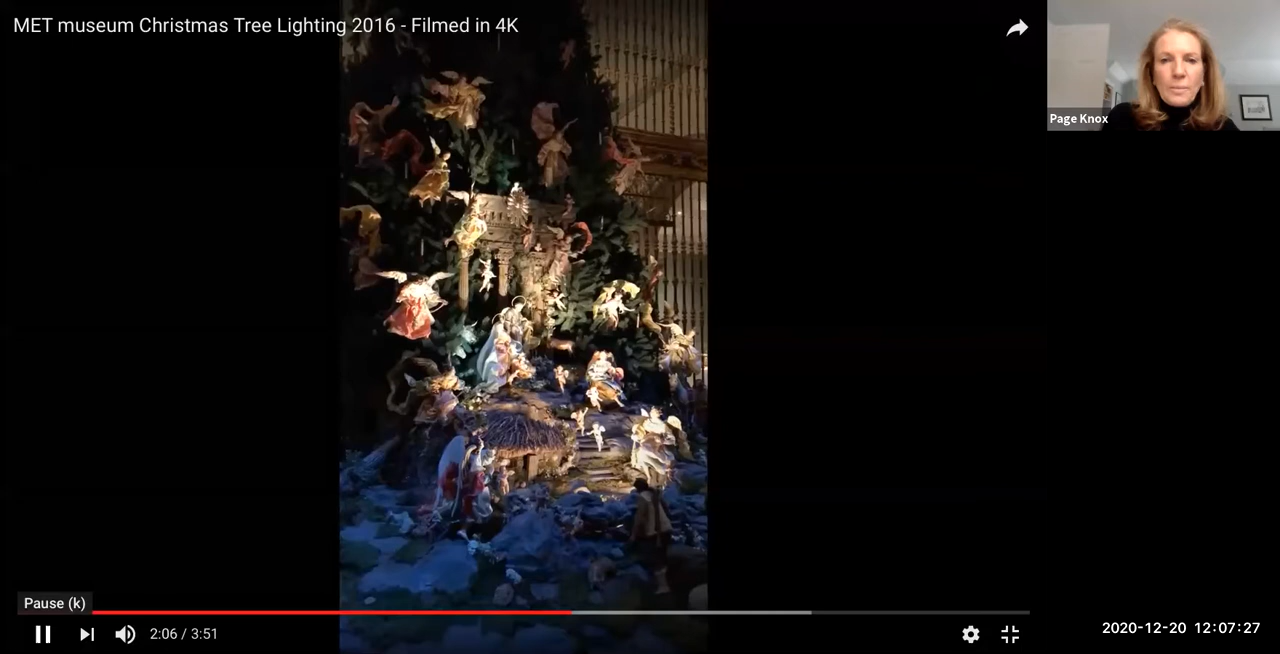 MET museum Christmas Tree Lighting 2016 - Filmed in 4K
Page Knox
Pause (k)
2:06 / 3:51
2020-12-20 12:07:27